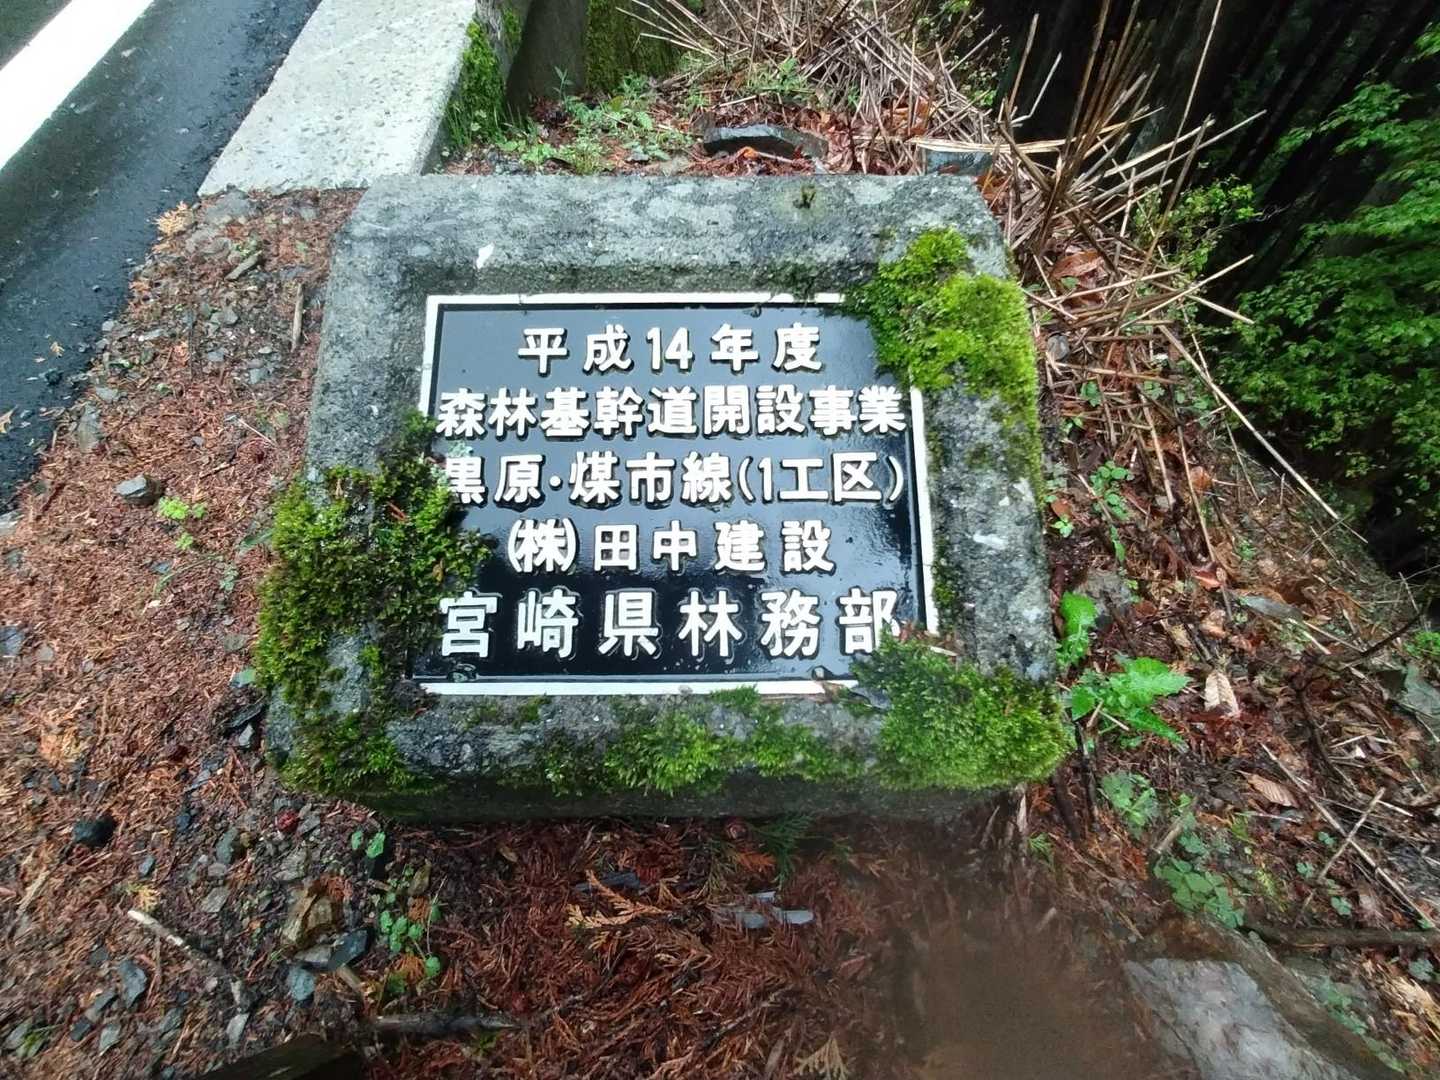 平成14年度
森林基幹道開設事業
黒原・煤市線(1工区)
㈱田中建設
宮崎県林務部